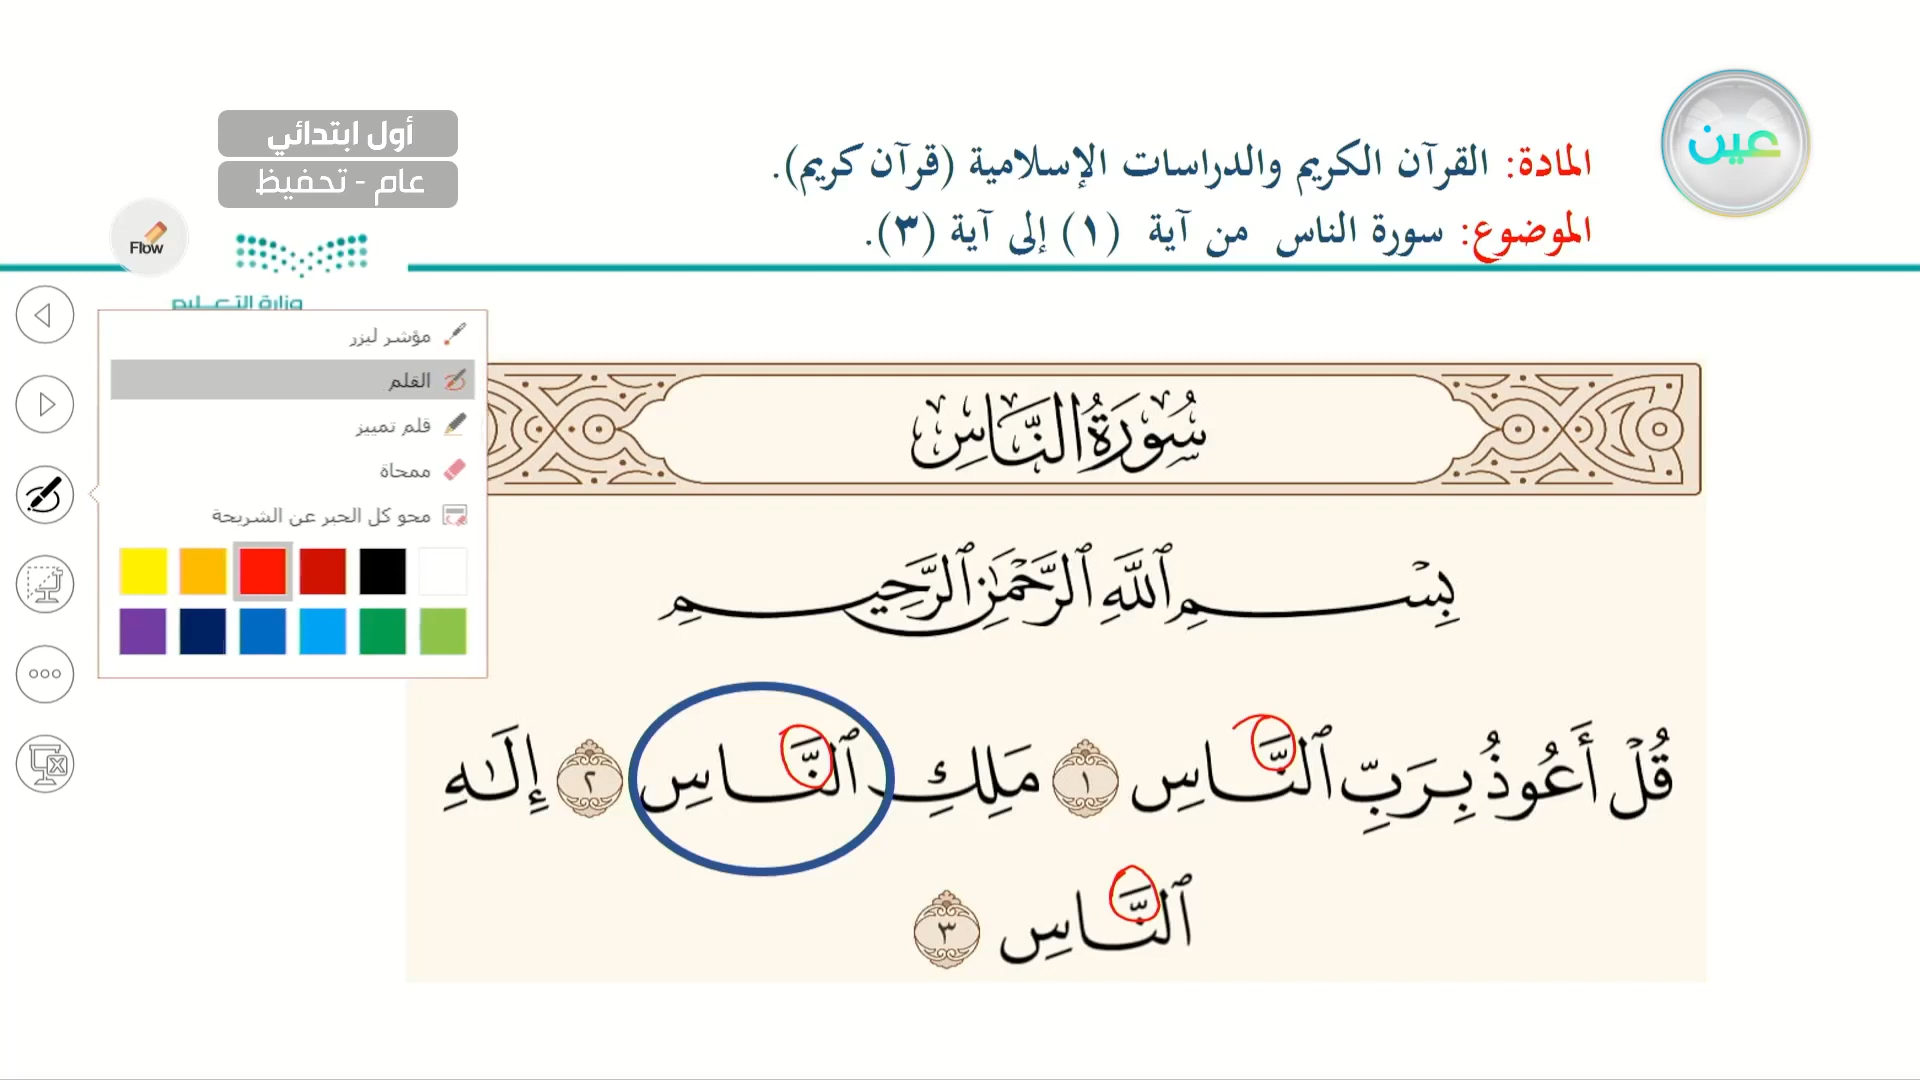 عين
المادة: القرآن الكريم والدراسات الإسلامية (قرآن كريم).
الموضوع: سورة الناس من آية (١) إلى آية (٣).
أول ابتدائي
عام - تحفيظ
Flow
وزارة التعـــليم
مؤشر ليزر
القلم
قلم تمييز
ممحاة
محو كل الحبر عن الشريحة
سُورَةُ النَّاسِ
بِسْمِ ٱللَّهِ ٱلرَّحْمَٰنِ ٱلرَّحِيمِ
قُلْ أَعُوذُ بِرَبِّ ٱلنَّاسِ ١ مَلِكِ ٱلنَّاسِ ٢ إِلَٰهِ
ٱلنَّاسِ ٣